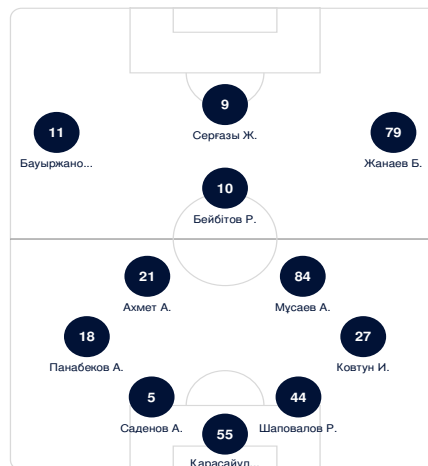 9
Серғазы Ж.
11
Бауыржано...
79
Жанаев Б.
10
Бейбітов Р.
21
Ахмет А.
84
Мұсаев А.
18
Панабеков А.
27
Ковтун И.
5
Саденов А.
44
Шаповалов Р.
55
Карасайул...